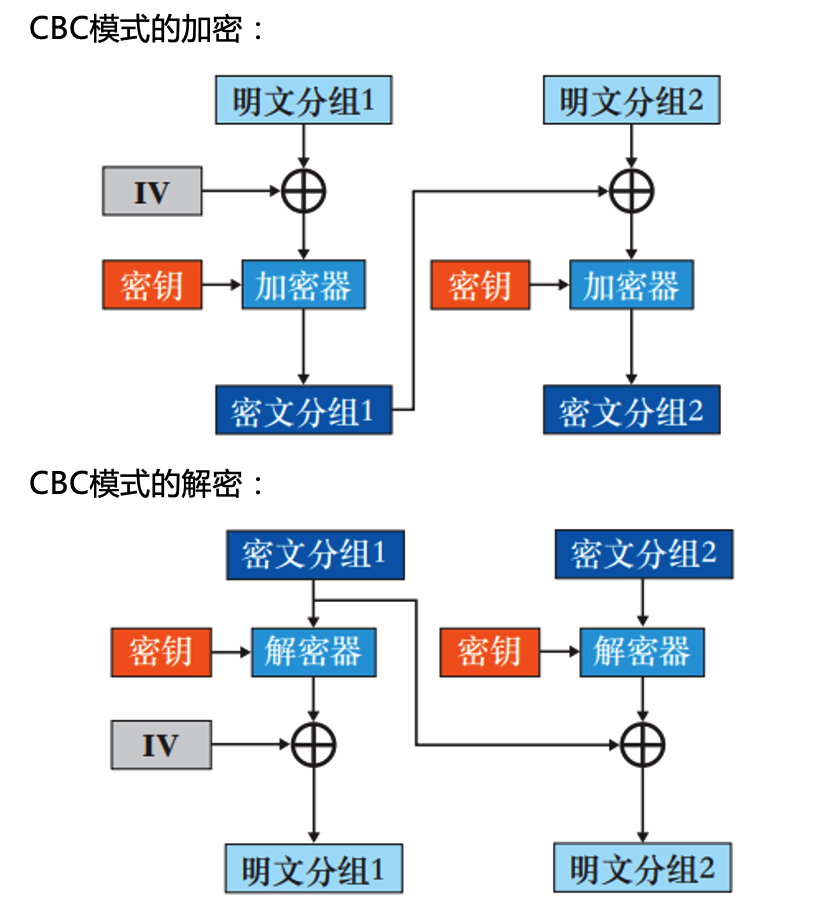 CBC模式的加密：
明文分组1
明文分组2
IV
密钥
加密器
密钥
加密器
密文分组1
密文分组2
CBC模式的解密：
密文分组1
密文分组2
密钥
解密器
密钥
解密器
IV
明文分组1
明文分组2